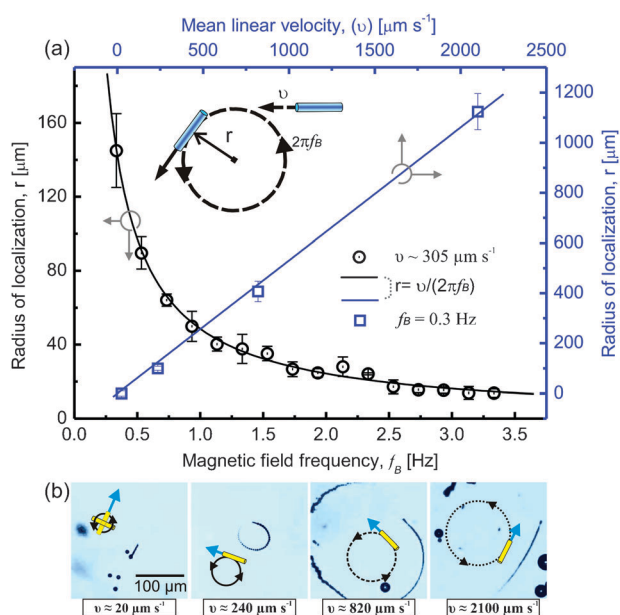 Mean linear velocity, (υ) [µm s⁻¹]
0 500 1000 1500 2000 2500
(a)
160
120
80
40
0
Radius of localization, r [µm]
1200
1000
800
600
400
200
0
Radius of localization, r [µm]
υ
r
2πfB
υ ~ 305 µm s⁻¹
r= υ/(2πfB)
fB = 0.3 Hz
0.0 0.5 1.0 1.5 2.0 2.5 3.0 3.5
Magnetic field frequency, fB [Hz]
(b)
100 µm
υ ≈ 20 µm s⁻¹ υ ≈ 240 µm s⁻¹ υ ≈ 820 µm s⁻¹ υ ≈ 2100 µm s⁻¹